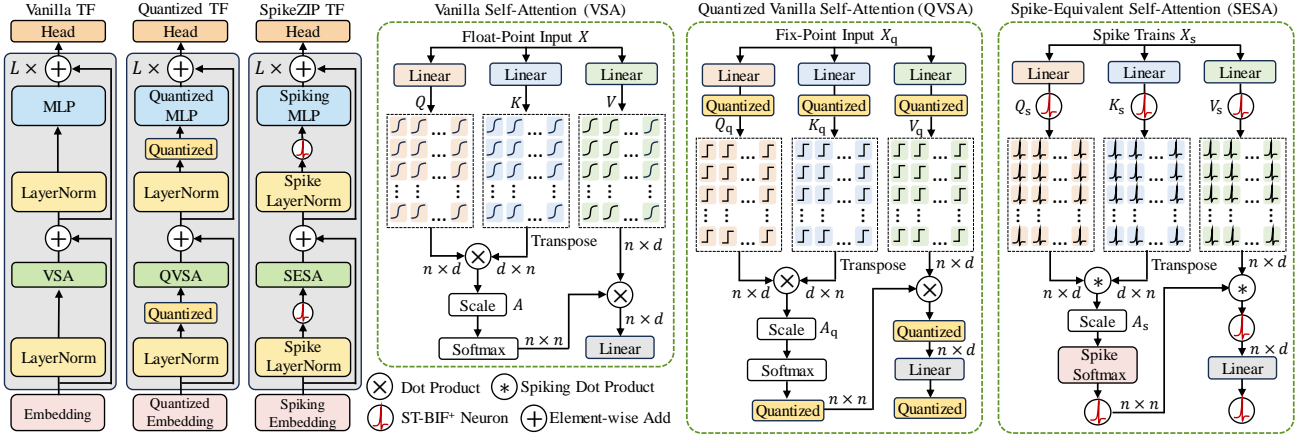 Vanilla TF
Head
L ×
MLP
LayerNorm
VSA
LayerNorm
Embedding
Quantized TF
Head
L ×
Quantized
MLP
Quantized
LayerNorm
QVSA
Quantized
LayerNorm
Quantized
Embedding
SpikeZIP TF
Head
L ×
Spiking
MLP
Spike
LayerNorm
SESA
Spike
LayerNorm
Spiking
Embedding
Vanilla Self-Attention (VSA)
Float-Point Input X
Linear Linear Linear
Q K V
Transpose
n × d d × n n × d
Scale A
Softmax n × n
n × d
Linear
Dot Product Spiking Dot Product
ST-BIF⁺ Neuron Element-wise Add
Quantized Vanilla Self-Attention (QVSA)
Fix-Point Input X_q
Linear Linear Linear
Quantized Quantized Quantized
Q_q K_q V_q
Transpose
n × d d × n n × d
Scale A_q
Softmax
Quantized n × n
Quantized
n × d
Linear
Quantized
Spike-Equivalent Self-Attention (SESA)
Spike Trains X_s
Linear Linear Linear
Q_s K_s V_s
Transpose
n × d d × n n × d
Scale A_s
Spike
Softmax
n × n
n × d
Linear